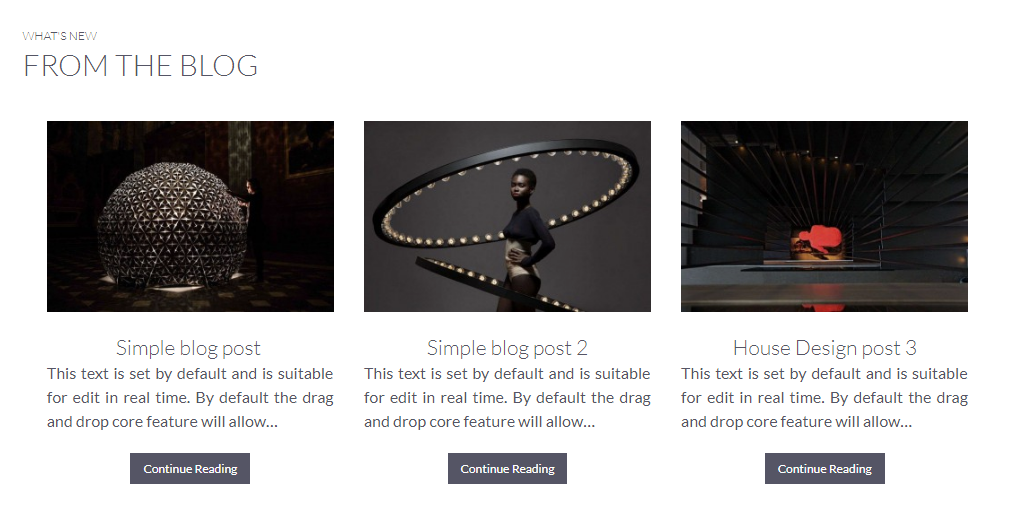 WHAT'S NEW
FROM THE BLOG
Simple blog post
This text is set by default and is suitable
for edit in real time. By default the drag
and drop core feature will allow...
Continue Reading
Simple blog post 2
This text is set by default and is suitable
for edit in real time. By default the drag
and drop core feature will allow...
Continue Reading
House Design post 3
This text is set by default and is suitable
for edit in real time. By default the drag
and drop core feature will allow...
Continue Reading